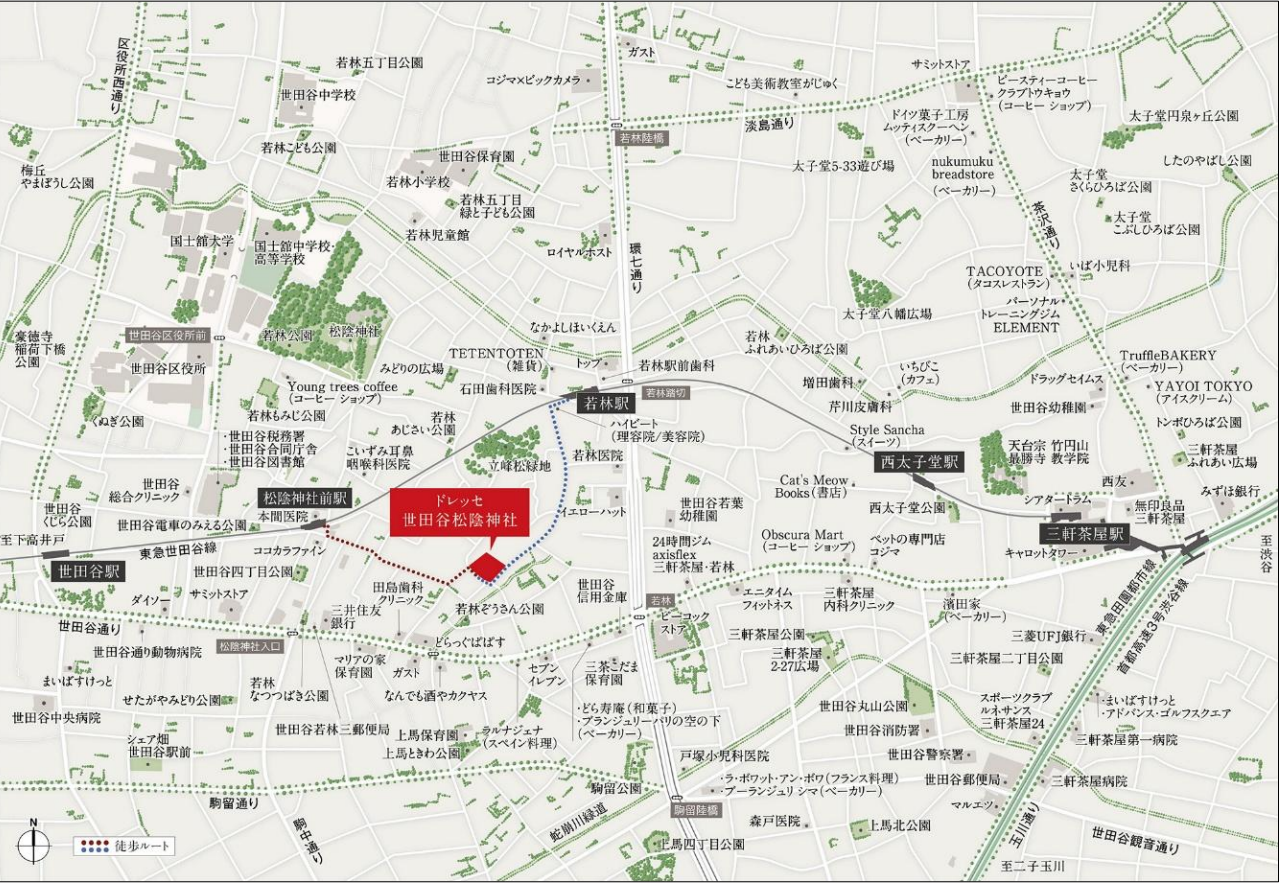 区役所西通り
若林五丁目公園
世田谷中学校
コジマ×ビックカメラ
ガスト
こども美術教室がじゅく
サミットストア
ビースティーコーヒー
クラブトウキョウ
(コーヒー ショップ)
淡島通り
若林陸橋
ドイツ菓子工房
ムッティスクーヘン
(ベーカリー)
太子堂円泉ヶ丘公園
若林こども公園
世田谷保育園
若林小学校
梅丘
やまぼうし公園
太子堂5-33遊び場
nukumuku
breadstore
(ベーカリー)
したのやばし公園
太子堂
さくらひろば公園
若林五丁目
緑と子ども公園
若林児童館
茶沢通り
太子堂
こぶしひろば公園
国士舘大学
国士舘中学校・
高等学校
ロイヤルホスト
環七通り
TACOYOTE
(タコスレストラン)
いば小児科
パーソナル
トレーニングジム
ELEMENT
太子堂八幡広場
豪徳寺
稲荷下橋
公園
世田谷区役所前
若林公園
松陰神社
なかよしほいくえん
若林
ふれあいひろば公園
世田谷区役所
みどりの広場
TETENTOTEN
(雑貨)
トップ
若林駅前歯科
いちびこ
(カフェ)
TruffleBAKERY
(ベーカリー)
Young trees coffee
(コーヒー ショップ)
石田歯科医院
若林踏切
増田歯科
ドラッグセイムス
YAYOI TOKYO
(アイスクリーム)
くぬぎ公園
若林もみじ公園
若林
あじさい公園
若林駅
芹川皮膚科
世田谷幼稚園
トンボひろば公園
・世田谷税務署
・世田谷合同庁舎
・世田谷図書館
ハイビート
(理容院/美容院)
Style Sancha
(スイーツ)
天台宗 竹円山
最勝寺 教学院
三軒茶屋
ふれあい広場
こいずみ耳鼻
咽喉科医院
立峰松緑地
若林医院
西太子堂駅
世田谷
総合クリニック
松陰神社前駅
ドレッセ
世田谷松陰神社
Cat's Meow
Books(書店)
西友
みずほ銀行
世田谷
くじら公園
本間医院
イエローハット
世田谷若葉
幼稚園
西太子堂公園
シアタートラム
無印良品
三軒茶屋
世田谷電車のみえる公園
至下高井戸
東急世田谷線
ココカラファイン
24時間ジム
axisflex
三軒茶屋・若林
Obscura Mart
(コーヒー ショップ)
ペットの専門店
コジマ
三軒茶屋駅
キャロットタワー
至渋谷
世田谷駅
世田谷四丁目公園
田島歯科
クリニック
世田谷
信用金庫
ダイソー
サミットストア
若林ぞうさん公園
若林
エニタイム
フィットネス
三軒茶屋
内科クリニック
濱田家
(ベーカリー)
東急田園都市線
首都高速3号渋谷線
世田谷通り
三井住友
銀行
ピーコック
ストア
三軒茶屋公園
三菱UFJ銀行
世田谷通り動物病院
松陰神社入口
マリアの家
保育園
ガスト
どらっぐぱぱす
セブン
イレブン
三茶こだま
保育園
三軒茶屋
2-27広場
三軒茶屋二丁目公園
まいばすけっと
せたがやみどり公園
若林
なつつばき公園
なんでも酒やカクヤス
世田谷中央病院
世田谷若林三郵便局
上馬保育園
上馬ときわ公園
ラルナジェナ
(スペイン料理)
・どら寿庵(和菓子)
・ブランジュリーパリの空の下
(ベーカリー)
世田谷丸山公園
世田谷消防署
スポーツクラブ
ルネサンス
三軒茶屋24
・まいばすけっと
・アドバンス・ゴルフスクエア
シェア畑
世田谷駅前
戸塚小児科医院
世田谷警察署
三軒茶屋第一病院
駒留通り
駒留公園
・ラ・ボワット・アン・ボワ(フランス料理)
・ブーランジュリ シマ(ベーカリー)
世田谷郵便局
三軒茶屋病院
駒中通り
蛇崩川緑道
駒留陸橋
森戸医院
マルエツ
上馬北公園
玉川通り
世田谷観音通り
N
徒歩ルート
上馬四丁目公園
至二子玉川